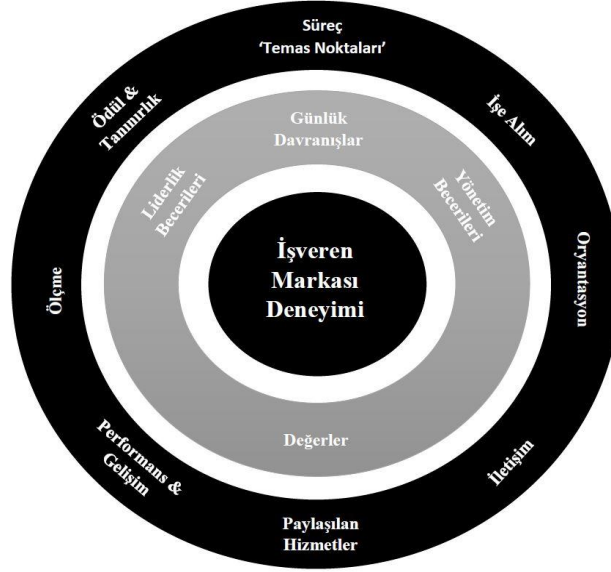 Süreç
‘Temas Noktaları’
İşe Alım
Oryantasyon
İletişim
Paylaşılan
Hizmetler
Performans &
Gelişim
Ölçme
Ödül &
Tanınırlık
Günlük
Davranışlar
Yönetim
Becerileri
Değerler
Liderlik
Becerileri
İşveren
Markası
Deneyimi